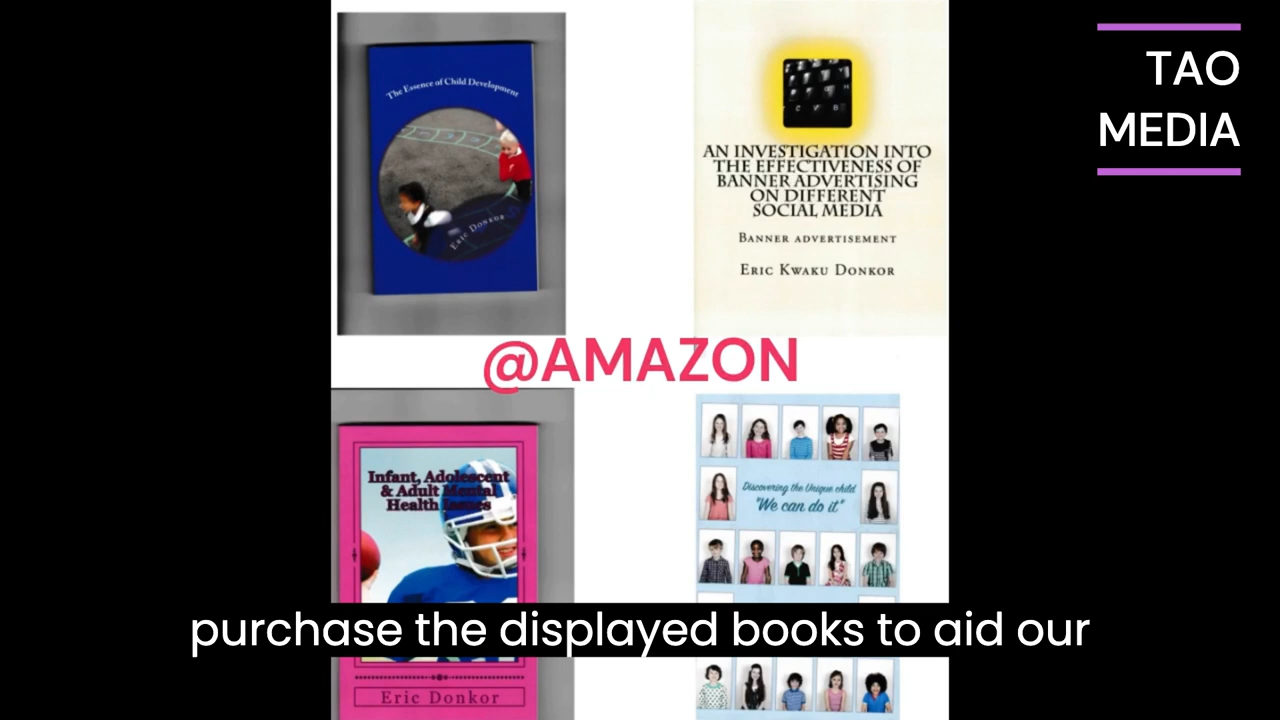 TAO
MEDIA
The Essence of Child Development
Eric Donkor
AN INVESTIGATION INTO
THE EFFECTIVENESS OF
BANNER ADVERTISING
ON DIFFERENT
SOCIAL MEDIA
BANNER ADVERTISEMENT
ERIC KWAKU DONKOR
@AMAZON
Infant, Adolescent
& Adult Mental
Health Issues
Eric Donkor
Discovering the Unique child
"We can do it"
purchase the displayed books to aid our